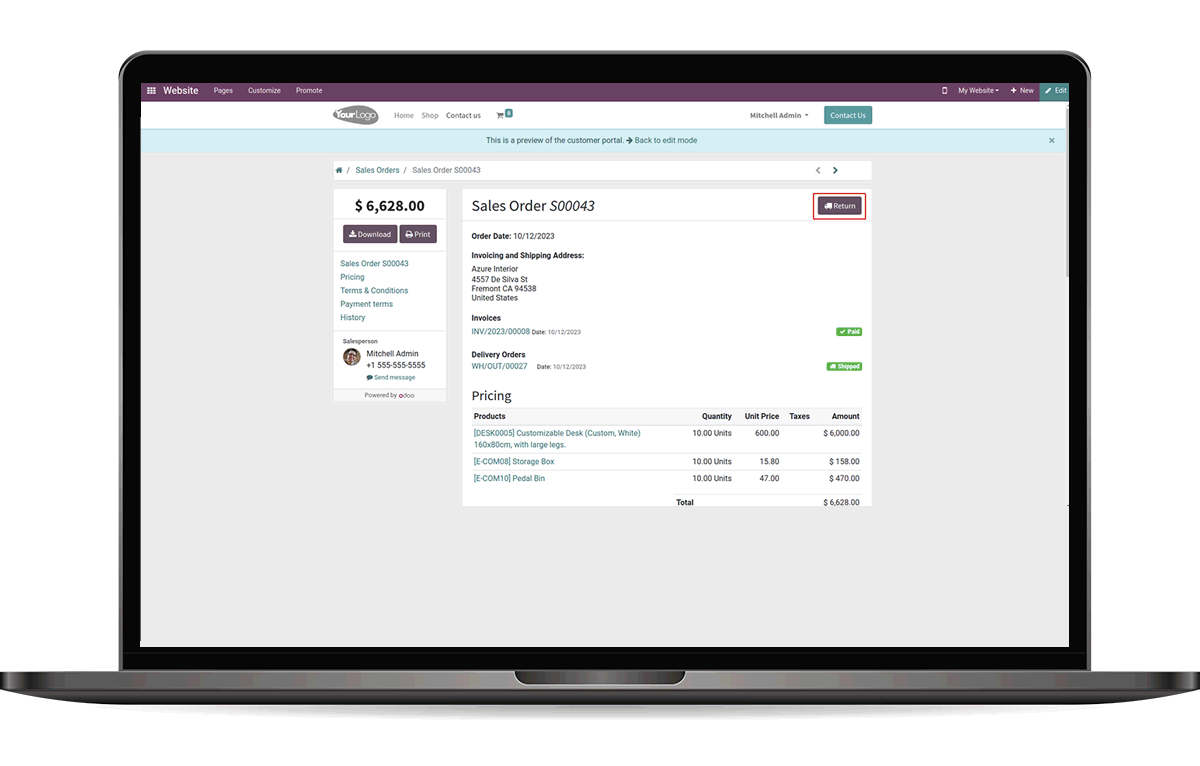 Website Pages Customize Promote My Website + New Edit
YourLogo Home Shop Contact us 0 Mitchell Admin Contact Us
This is a preview of the customer portal. → Back to edit mode ×
/ Sales Orders / Sales Order S00043
$ 6,628.00
Download Print
Sales Order S00043
Pricing
Terms & Conditions
Payment terms
History
Salesperson
Mitchell Admin
+1 555-555-5555
Send message
Powered by odoo
Sales Order S00043 Return
Order Date: 10/12/2023
Invoicing and Shipping Address:
Azure Interior
4557 De Silva St
Fremont CA 94538
United States
Invoices
INV/2023/00008 Date: 10/12/2023 Paid
Delivery Orders
WH/OUT/00027 Date: 10/12/2023 Shipped
Pricing
Products Quantity Unit Price Taxes Amount
[DESK0005] Customizable Desk (Custom, White) 10.00 Units 600.00 $ 6,000.00
160x80cm, with large legs.
[E-COM08] Storage Box 10.00 Units 15.80 $ 158.00
[E-COM10] Pedal Bin 10.00 Units 47.00 $ 470.00
Total $ 6,628.00